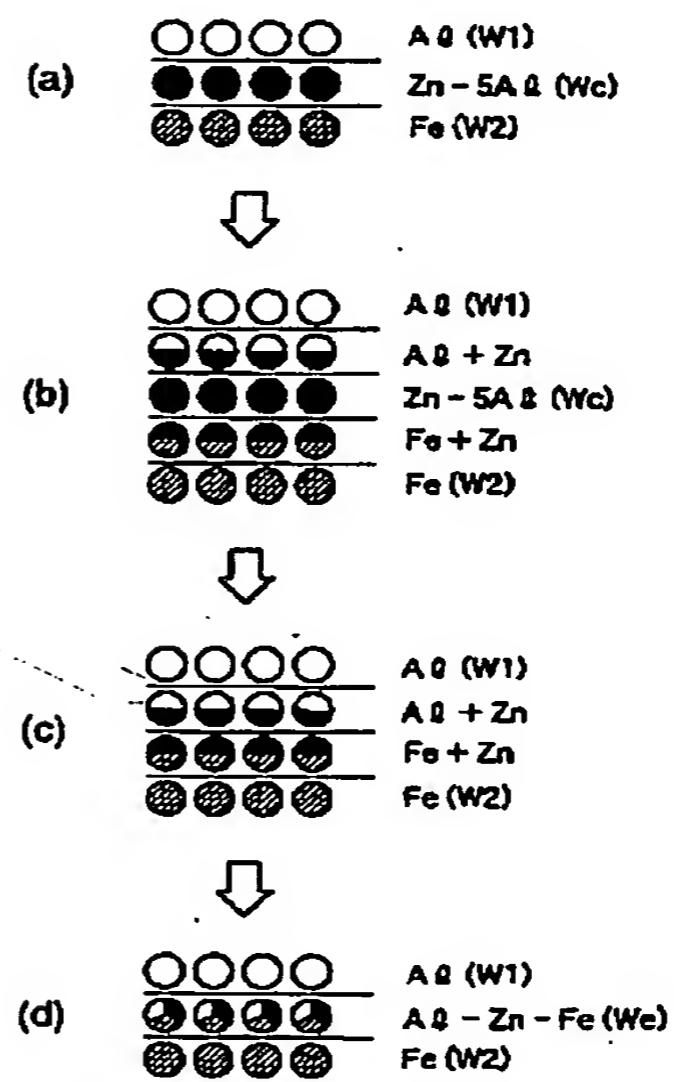 (a)
Aℓ (W1)
Zn - 5Aℓ (Wc)
Fe (W2)
(b)
Aℓ (W1)
Aℓ + Zn
Zn - 5Aℓ (Wc)
Fe + Zn
Fe (W2)
(c)
Aℓ (W1)
Aℓ + Zn
Fe + Zn
Fe (W2)
(d)
Aℓ (W1)
Aℓ - Zn - Fe (We)
Fe (W2)